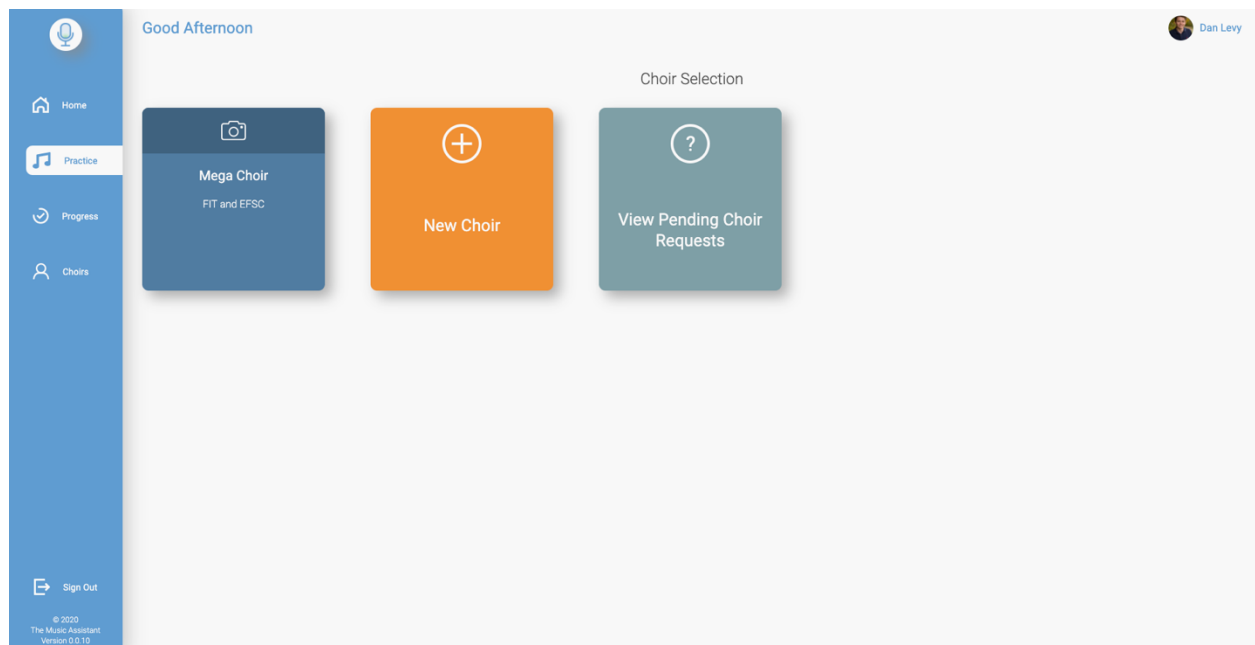 Good Afternoon
Dan Levy
Choir Selection
Home
Practice
Progress
Choirs
Mega Choir
FIT and EFSC
New Choir
?
View Pending Choir
Requests
Sign Out
© 2020
The Music Assistant
Version 0.0.10